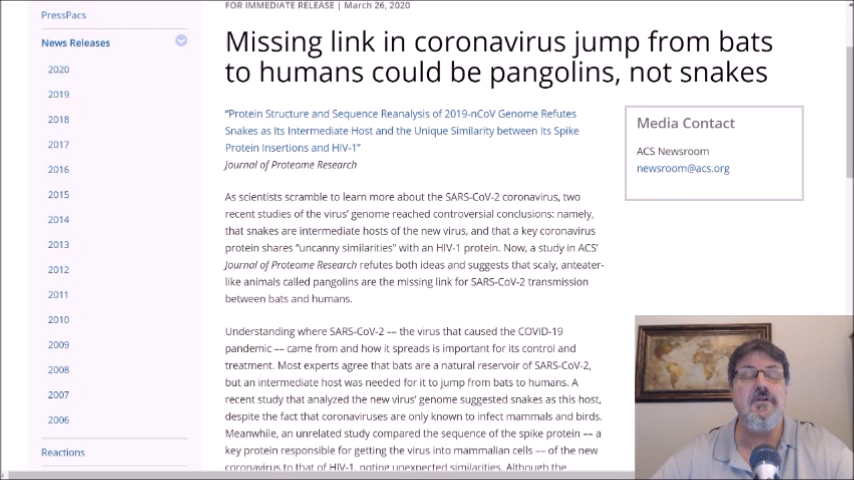 FOR IMMEDIATE RELEASE | March 26, 2020
PressPacs
News Releases
2020
2019
2018
2017
2016
2015
2014
2013
2012
2011
2010
2009
2008
2007
2006
Reactions
Missing link in coronavirus jump from bats
to humans could be pangolins, not snakes
“Protein Structure and Sequence Reanalysis of 2019-nCoV Genome Refutes
Snakes as Its Intermediate Host and the Unique Similarity between Its Spike
Protein Insertions and HIV-1”
Journal of Proteome Research
As scientists scramble to learn more about the SARS-CoV-2 coronavirus, two
recent studies of the virus’ genome reached controversial conclusions: namely,
that snakes are intermediate hosts of the new virus, and that a key coronavirus
protein shares “uncanny similarities” with an HIV-1 protein. Now, a study in ACS’
Journal of Proteome Research refutes both ideas and suggests that scaly, anteater-
like animals called pangolins are the missing link for SARS-CoV-2 transmission
between bats and humans.
Understanding where SARS-CoV-2 –– the virus that caused the COVID-19
pandemic –– came from and how it spreads is important for its control and
treatment. Most experts agree that bats are a natural reservoir of SARS-CoV-2,
but an intermediate host was needed for it to jump from bats to humans. A
recent study that analyzed the new virus’ genome suggested snakes as this host,
despite the fact that coronaviruses are only known to infect mammals and birds.
Meanwhile, an unrelated study compared the sequence of the spike protein –– a
key protein responsible for getting the virus into mammalian cells –– of the new
coronavirus to that of HIV-1, noting unexpected similarities. Although the
Media Contact
ACS Newsroom
newsroom@acs.org